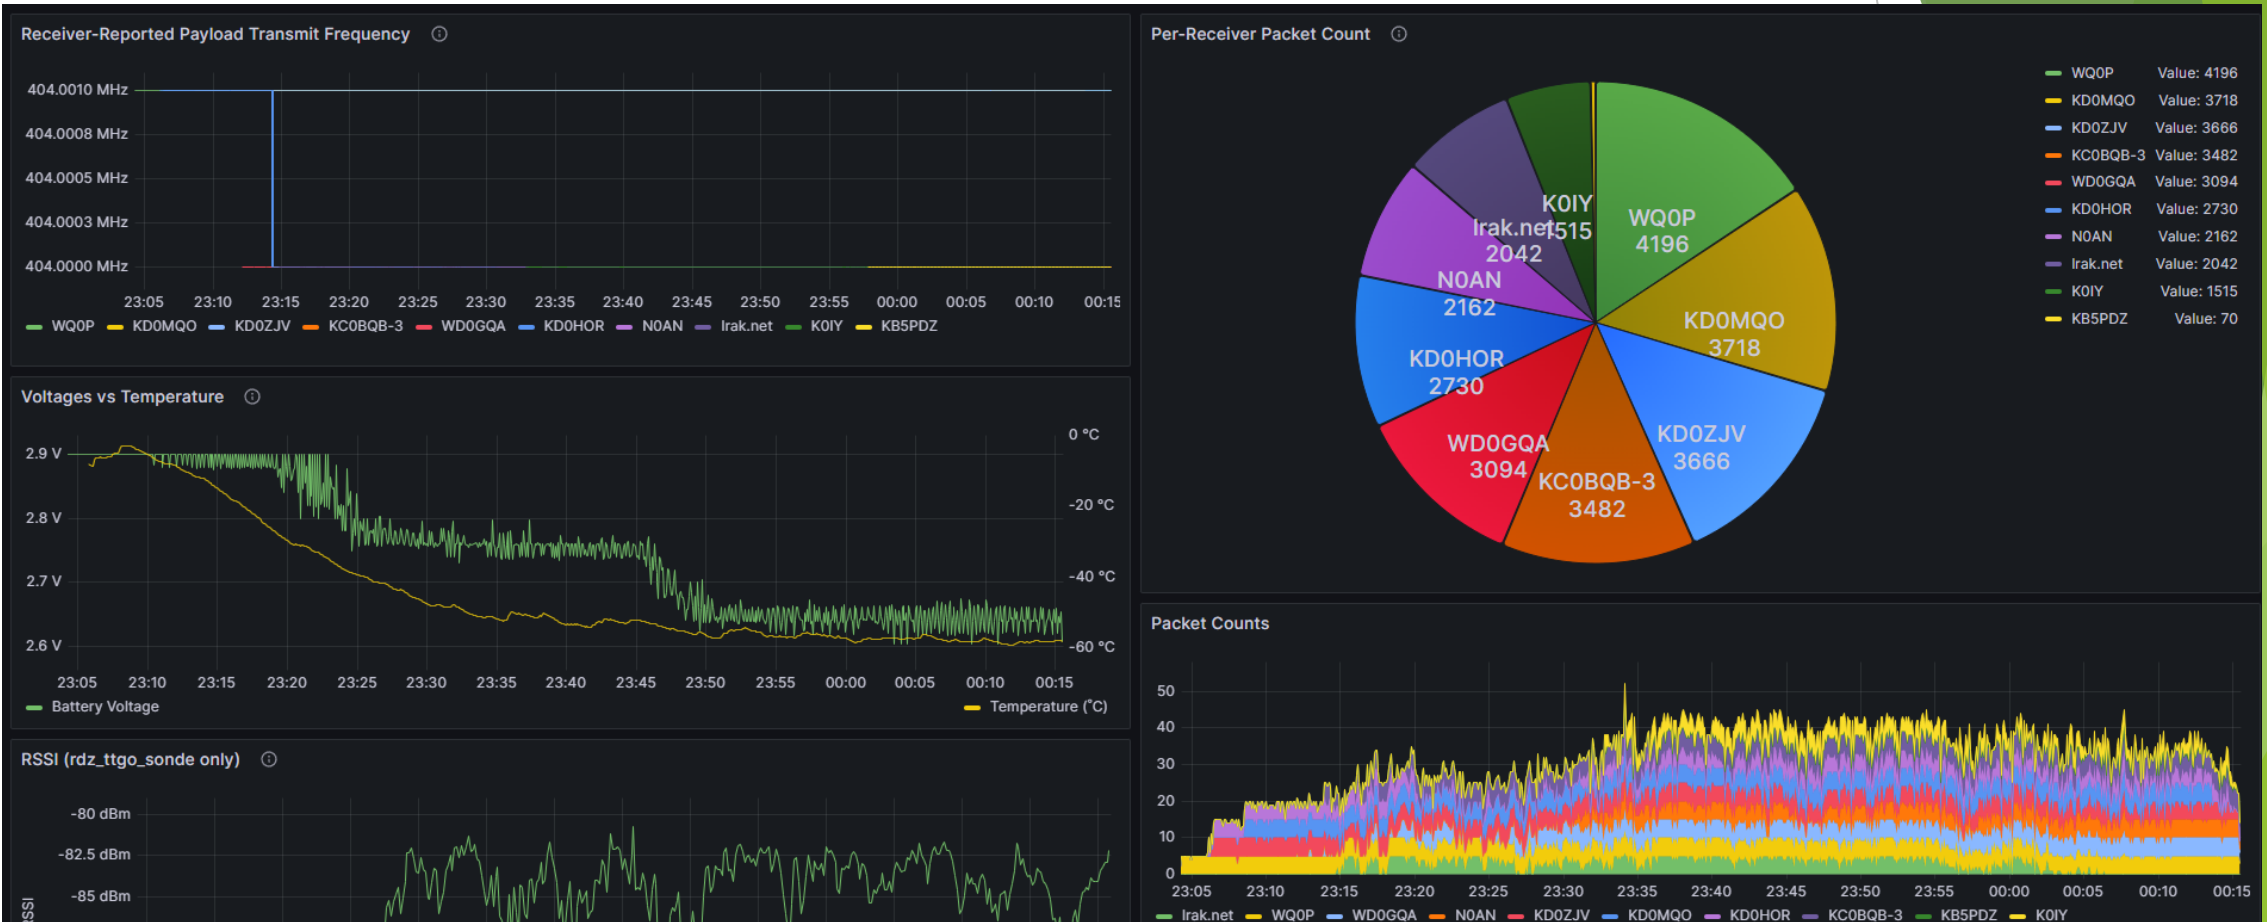 Receiver-Reported Payload Transmit Frequency
404.0010 MHz
404.0008 MHz
404.0005 MHz
404.0003 MHz
404.0000 MHz
23:05 23:10 23:15 23:20 23:25 23:30 23:35 23:40 23:45 23:50 23:55 00:00 00:05 00:10 00:15
WQ0P KD0MQO KD0ZJV KC0BQB-3 WD0GQA KD0HOR N0AN lrak.net K0IY KB5PDZ
Voltages vs Temperature
0 °C
2.9 V
-20 °C
2.8 V
-40 °C
2.7 V
2.6 V
-60 °C
23:05 23:10 23:15 23:20 23:25 23:30 23:35 23:40 23:45 23:50 23:55 00:00 00:05 00:10 00:15
Battery Voltage Temperature (˚C)
RSSI (rdz_ttgo_sonde only)
-80 dBm
-82.5 dBm
-85 dBm
Per-Receiver Packet Count
WQ0P
4196
KD0MQO
3718
KD0ZJV
3666
KC0BQB-3
3482
WD0GQA
3094
KD0HOR
2730
N0AN
2162
lrak.net
2042
K0IY
1515
WQ0P Value: 4196
KD0MQO Value: 3718
KD0ZJV Value: 3666
KC0BQB-3 Value: 3482
WD0GQA Value: 3094
KD0HOR Value: 2730
N0AN Value: 2162
lrak.net Value: 2042
K0IY Value: 1515
KB5PDZ Value: 70
Packet Counts
50
40
30
20
10
0
23:05 23:10 23:15 23:20 23:25 23:30 23:35 23:40 23:45 23:50 23:55 00:00 00:05 00:10 00:15
lrak.net WQ0P WD0GQA N0AN KD0ZJV KD0MQO KD0HOR KC0BQB-3 KB5PDZ K0IY